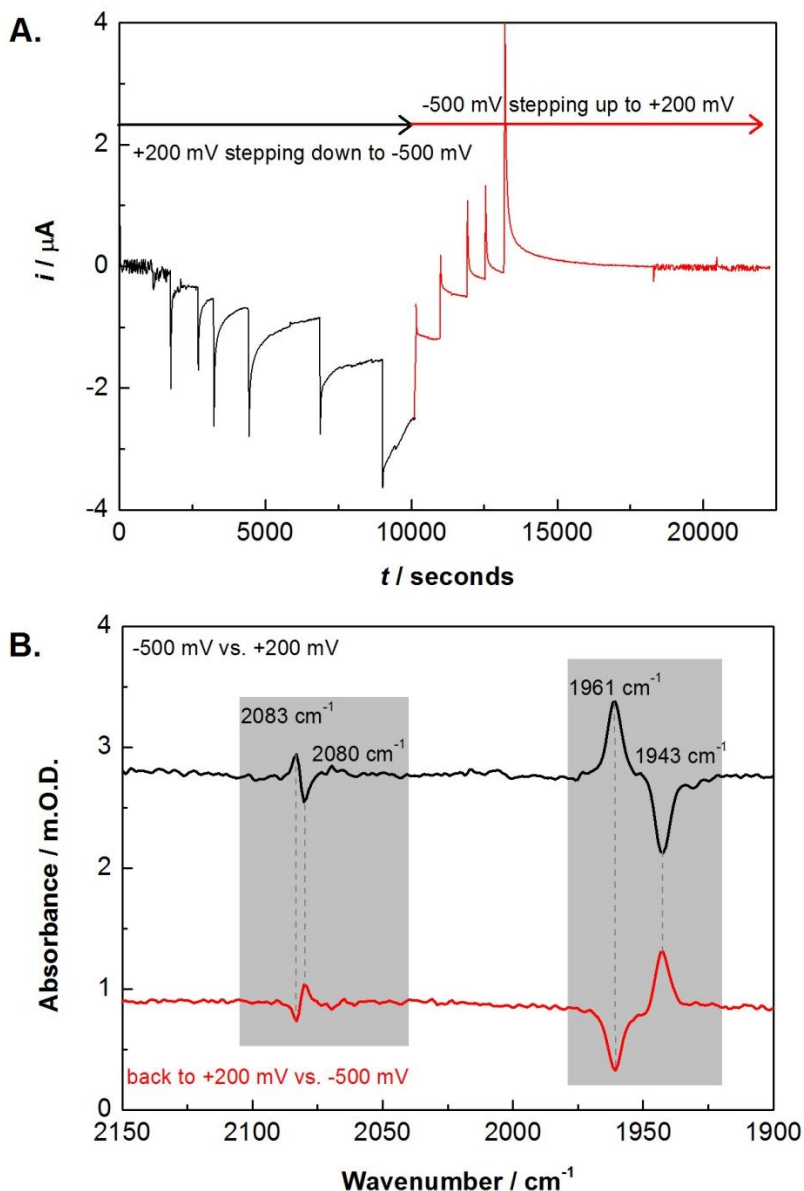 A.
4
-500 mV stepping up to +200 mV
2
+200 mV stepping down to -500 mV
i / μA
0
-2
-4
0 5000 10000 15000 20000
t / seconds
B.
4
-500 mV vs. +200 mV
2083 cm⁻¹
1961 cm⁻¹
2080 cm⁻¹
1943 cm⁻¹
3
Absorbance / m.O.D.
2
1
back to +200 mV vs. -500 mV
0
2150 2100 2050 2000 1950 1900
Wavenumber / cm⁻¹